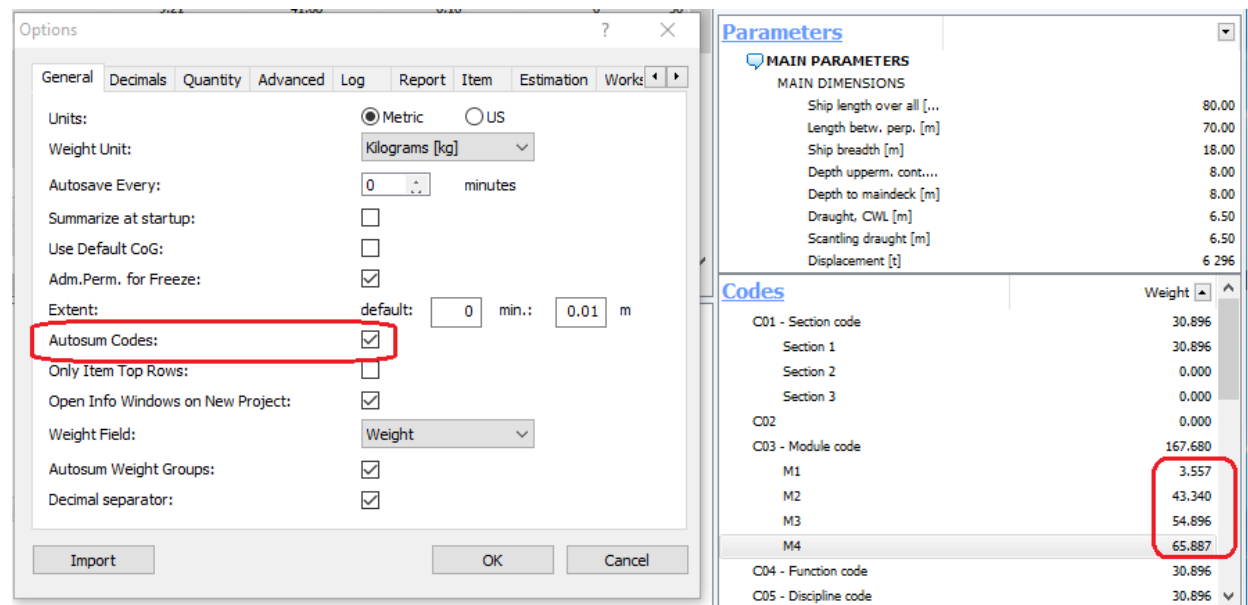 Options
?
General Decimals Quantity Advanced Log Report Item Estimation Works
Units: Metric US
Weight Unit: Kilograms [kg]
Autosave Every: 0 minutes
Summarize at startup:
Use Default CoG:
Adm.Perm. for Freeze:
Extent: default: 0 min.: 0.01 m
Autosum Codes:
Only Item Top Rows:
Open Info Windows on New Project:
Weight Field: Weight
Autosum Weight Groups:
Decimal separator:
Import OK Cancel
Parameters
MAIN PARAMETERS
MAIN DIMENSIONS
Ship length over all [... 80.00
Length betw. perp. [m] 70.00
Ship breadth [m] 18.00
Depth upperm. cont.... 8.00
Depth to maindeck [m] 8.00
Draught, CWL [m] 6.50
Scantling draught [m] 6.50
Displacement [t] 6 296
Codes Weight
C01 - Section code 30.896
Section 1 30.896
Section 2 0.000
Section 3 0.000
C02 0.000
C03 - Module code 167.680
M1 3.557
M2 43.340
M3 54.896
M4 65.887
C04 - Function code 30.896
C05 - Discipline code 30.896